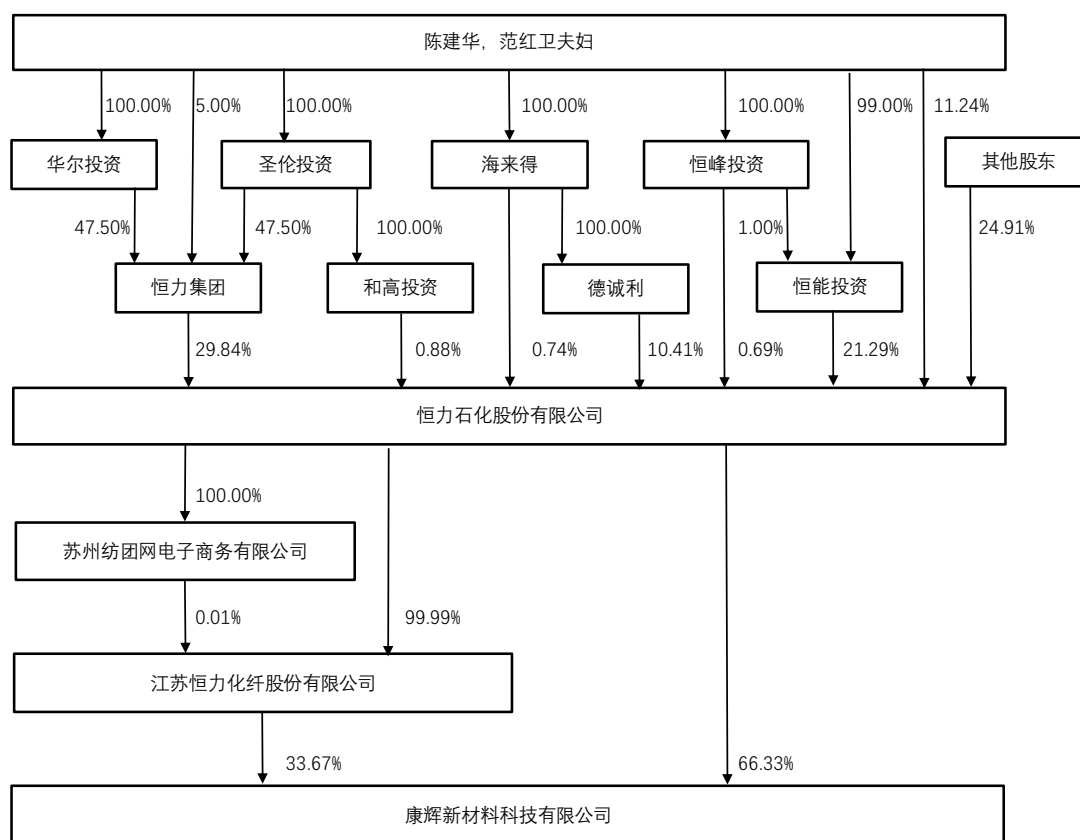 陈建华，范红卫夫妇
100.00%
5.00%
100.00%
100.00%
100.00%
99.00%
11.24%
华尔投资
圣伦投资
海来得
恒峰投资
其他股东
47.50%
47.50%
100.00%
100.00%
1.00%
24.91%
恒力集团
和高投资
德诚利
恒能投资
29.84%
0.88%
0.74%
10.41%
0.69%
21.29%
恒力石化股份有限公司
100.00%
苏州纺团网电子商务有限公司
0.01%
99.99%
江苏恒力化纤股份有限公司
33.67%
66.33%
康辉新材料科技有限公司